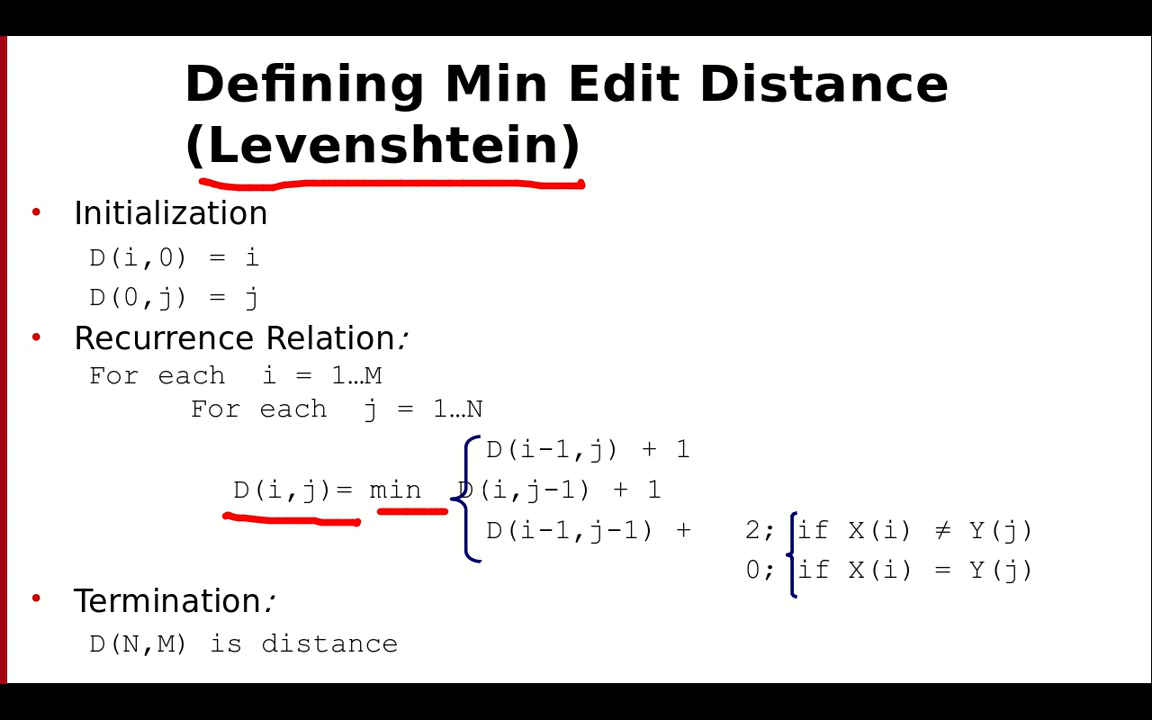 Defining Min Edit Distance
(Levenshtein)
• Initialization
D(i,0) = i
D(0,j) = j
• Recurrence Relation:
For each  i = 1…M
For each  j = 1…N
D(i-1,j) + 1
D(i,j)= min  D(i,j-1) + 1
D(i-1,j-1) +   2; if X(i) ≠ Y(j)
0; if X(i) = Y(j)
• Termination:
D(N,M) is distance